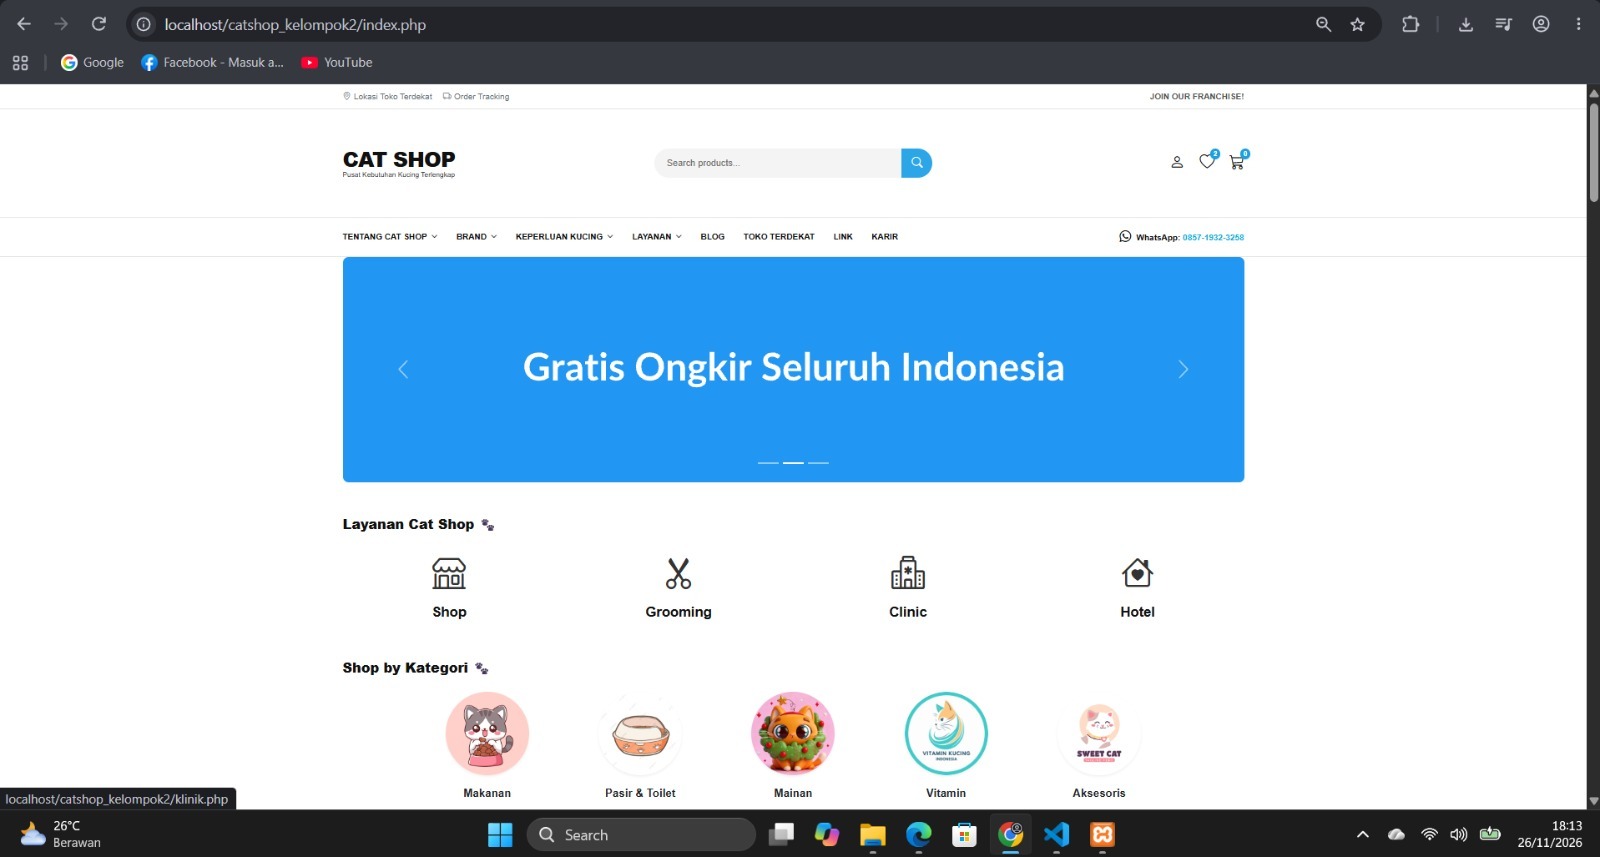 localhost/catshop_kelompok2/index.php
Google
Facebook - Masuk a...
YouTube
Lokasi Toko Terdekat
Order Tracking
JOIN OUR FRANCHISE!
CAT SHOP
Pusat Kebutuhan Kucing Terlengkap
Search products...
2
0
TENTANG CAT SHOP
BRAND
KEPERLUAN KUCING
LAYANAN
BLOG
TOKO TERDEKAT
LINK
KARIR
WhatsApp: 0857-1932-3258
Gratis Ongkir Seluruh Indonesia
Layanan Cat Shop
Shop
Grooming
Clinic
Hotel
Shop by Kategori
VITAMIN KUCING
INDONESIA
SWEET CAT
Makanan
Pasir & Toilet
Mainan
Vitamin
Aksesoris
localhost/catshop_kelompok2/klinik.php
26°C
Berawan
Search
18:13
26/11/2026